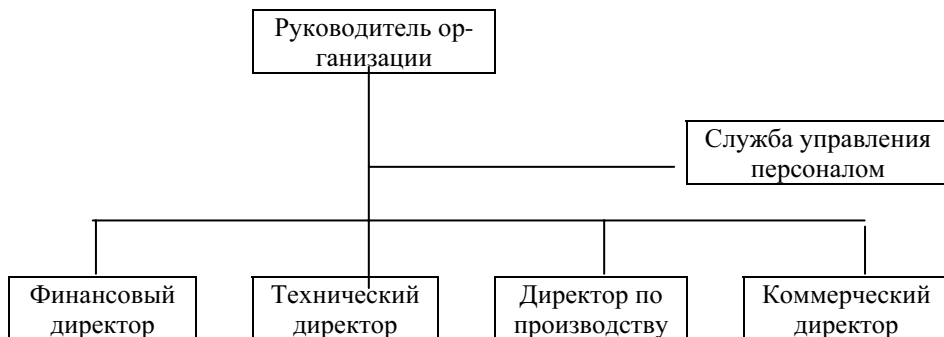 Руководитель ор-
ганизации
Служба управления
персоналом
Финансовый
директор
Технический
директор
Директор по
производству
Коммерческий
директор